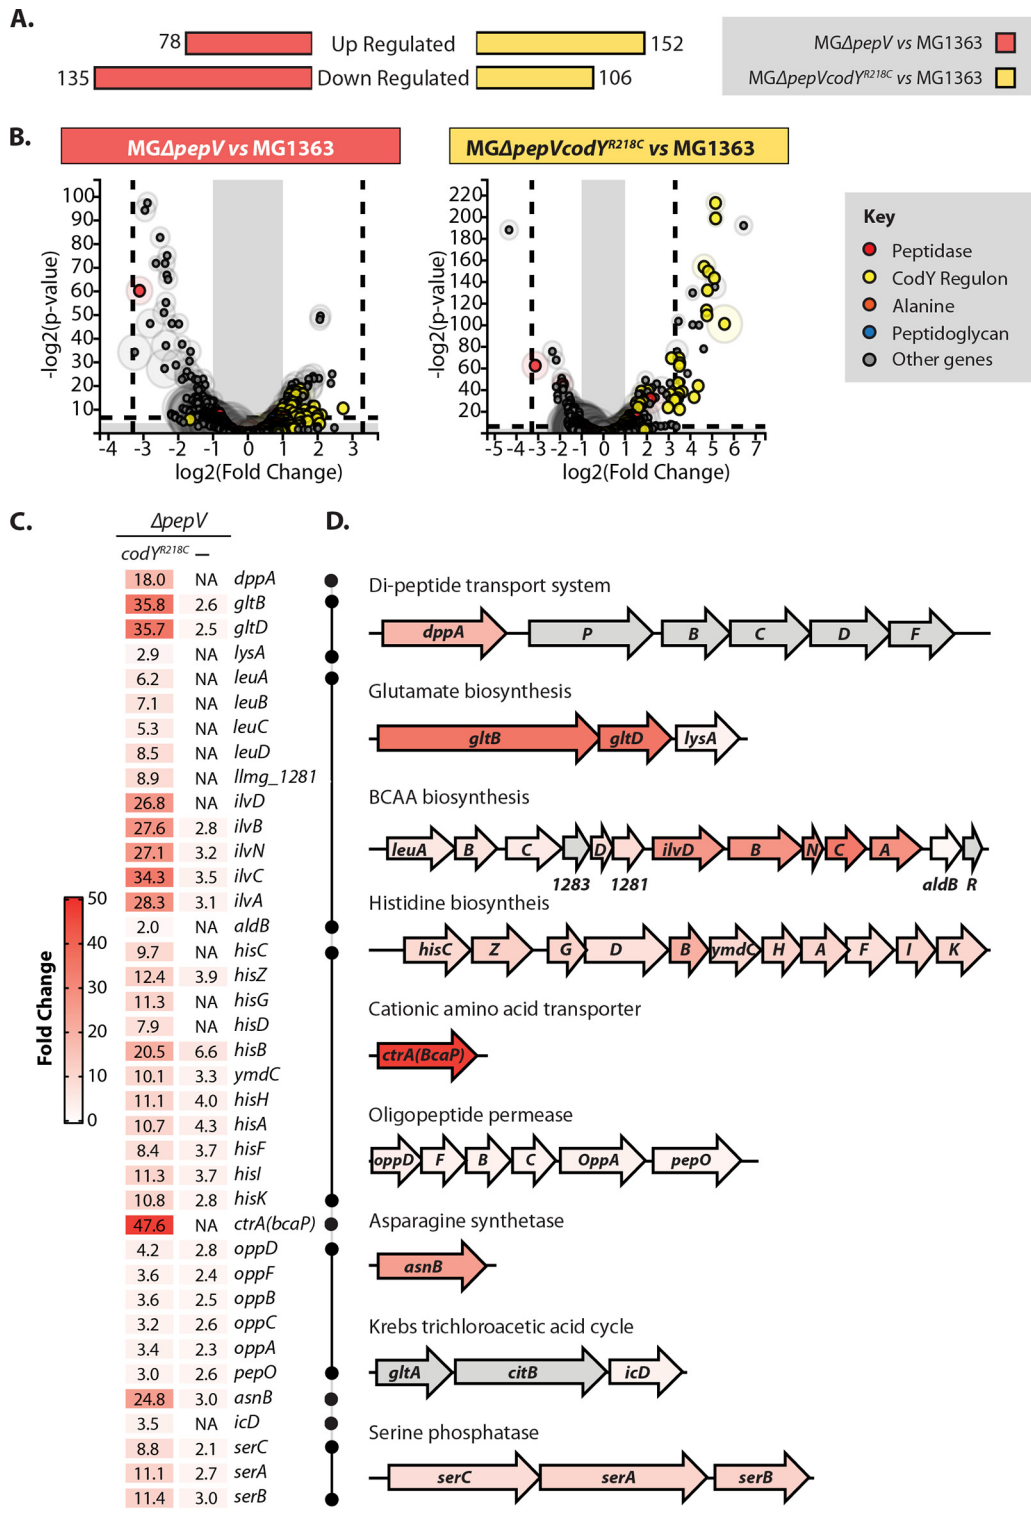 A.
78 Up Regulated 152
135 Down Regulated 106
MGΔpepV vs MG1363
MGΔpepVcodY^R218C vs MG1363
B.
MGΔpepV vs MG1363
-log2(p-value)
100
90
80
70
60
50
40
30
20
10
-4 -3 -2 -1 0 1 2 3
log2(Fold Change)
MGΔpepVcodY^R218C vs MG1363
-log2(p-value)
220
200
180
160
140
120
100
80
60
40
20
-5 -4 -3 -2 -1 0 1 2 3 4 5 6 7
log2(Fold Change)
Key
Peptidase
CodY Regulon
Alanine
Peptidoglycan
Other genes
C.
ΔpepV
codY^R218C —
18.0 NA dppA
35.8 2.6 gltB
35.7 2.5 gltD
2.9 NA lysA
6.2 NA leuA
7.1 NA leuB
5.3 NA leuC
8.5 NA leuD
8.9 NA llmg_1281
26.8 NA ilvD
27.6 2.8 ilvB
27.1 3.2 ilvN
34.3 3.5 ilvC
28.3 3.1 ilvA
2.0 NA aldB
9.7 NA hisC
12.4 3.9 hisZ
11.3 NA hisG
7.9 NA hisD
20.5 6.6 hisB
10.1 3.3 ymdC
11.1 4.0 hisH
10.7 4.3 hisA
8.4 3.7 hisF
11.3 3.7 hisI
10.8 2.8 hisK
47.6 NA ctrA(bcaP)
4.2 2.8 oppD
3.6 2.4 oppF
3.6 2.5 oppB
3.2 2.6 oppC
3.4 2.3 oppA
3.0 2.6 pepO
24.8 3.0 asnB
3.5 NA icD
8.8 2.1 serC
11.1 2.7 serA
11.4 3.0 serB
Fold Change
50
40
30
20
10
0
D.
Di-peptide transport system
dppA P B C D F
Glutamate biosynthesis
gltB gltD lysA
BCAA biosynthesis
leuA B C D ilvD B N C A
1283 1281 aldB R
Histidine biosyntheis
hisC Z G D B ymdC H A F I K
Cationic amino acid transporter
ctrA(BcaP)
Oligopeptide permease
oppD F B C OppA pepO
Asparagine synthetase
asnB
Krebs trichloroacetic acid cycle
gltA citB icD
Serine phosphatase
serC serA serB